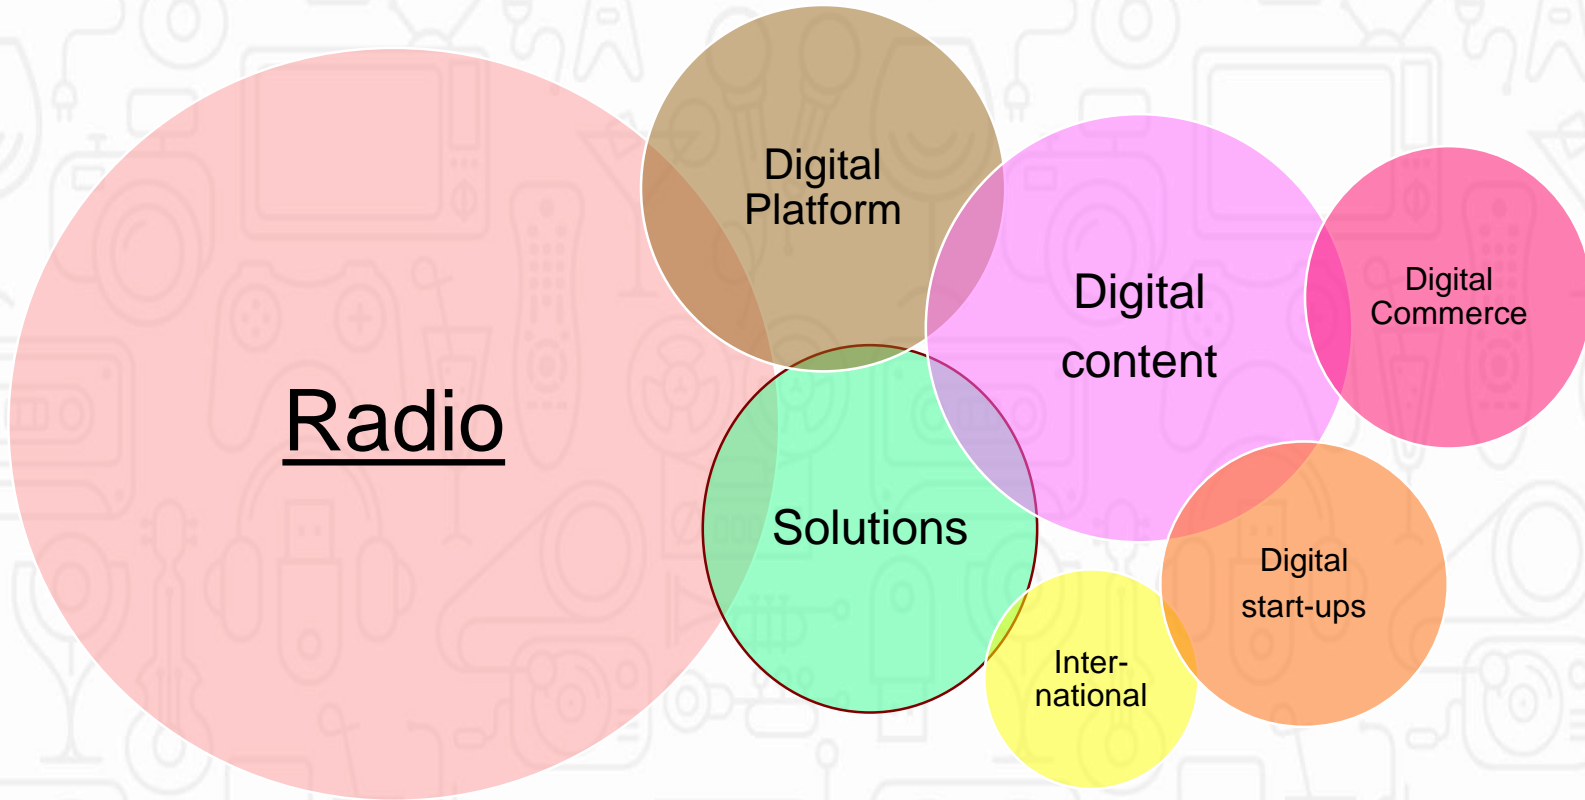 Radio
Digital
Platform
Solutions
Digital
content
Digital
Commerce
Digital
start-ups
Inter-
national